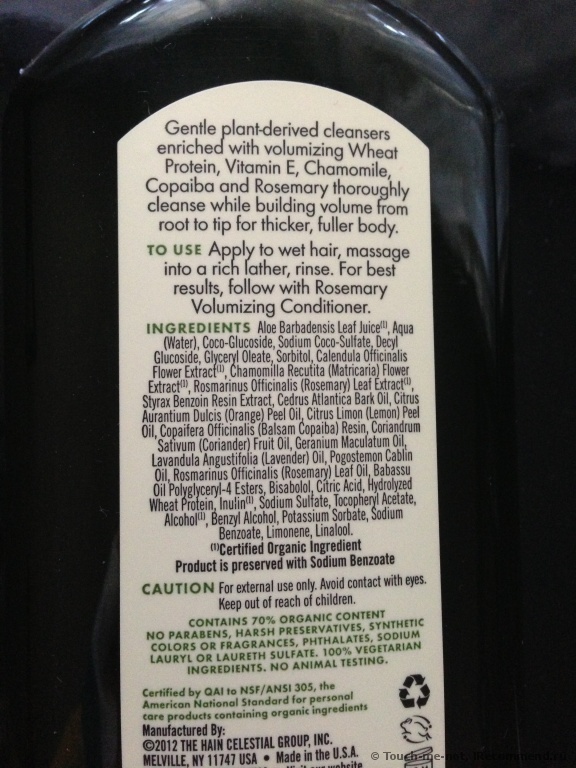 Gentle plant-derived cleansers
enriched with volumizing Wheat
Protein, Vitamin E, Chamomile,
Copaiba and Rosemary thoroughly
cleanse while building volume from
root to tip for thicker, fuller body.
TO USE Apply to wet hair, massage
into a rich lather, rinse. For best
results, follow with Rosemary
Volumizing Conditioner.
INGREDIENTS Aloe Barbadensis Leaf Juice⁽¹⁾, Aqua
(Water), Coco-Glucoside, Sodium Coco-Sulfate, Decyl
Glucoside, Glyceryl Oleate, Sorbitol, Calendula Officinalis
Flower Extract⁽¹⁾, Chamomilla Recutita (Matricaria) Flower
Extract⁽¹⁾, Rosmarinus Officinalis (Rosemary) Leaf Extract⁽¹⁾,
Styrax Benzoin Resin Extract, Cedrus Atlantica Bark Oil, Citrus
Aurantium Dulcis (Orange) Peel Oil, Citrus Limon (Lemon) Peel
Oil, Copaifera Officinalis (Balsam Copaiba) Resin, Coriandrum
Sativum (Coriander) Fruit Oil, Geranium Maculatum Oil,
Lavandula Angustifolia (Lavender) Oil, Pogostemon Cablin
Oil, Rosmarinus Officinalis (Rosemary) Leaf Oil, Babassu
Oil Polyglyceryl-4 Esters, Bisabolol, Citric Acid, Hydrolyzed
Wheat Protein, Inulin⁽¹⁾, Sodium Sulfate, Tocopheryl Acetate,
Alcohol⁽¹⁾, Benzyl Alcohol, Potassium Sorbate, Sodium
Benzoate, Limonene, Linalool.
⁽¹⁾Certified Organic Ingredient
Product is preserved with Sodium Benzoate
CAUTION For external use only. Avoid contact with eyes.
Keep out of reach of children.
CONTAINS 70% ORGANIC CONTENT
NO PARABENS, HARSH PRESERVATIVES, SYNTHETIC
COLORS OR FRAGRANCES, PHTHALATES, SODIUM
LAURYL OR LAURETH SULFATE. 100% VEGETARIAN
INGREDIENTS. NO ANIMAL TESTING.
Certified by QAI to NSF/ANSI 305, the
American National Standard for personal
care products containing organic ingredients
Manufactured By:
©2012 THE HAIN CELESTIAL GROUP, INC.
MELVILLE, NY 11747 USA • Made in the U.S.A.
© Touch-me-not, IRecommend.ru